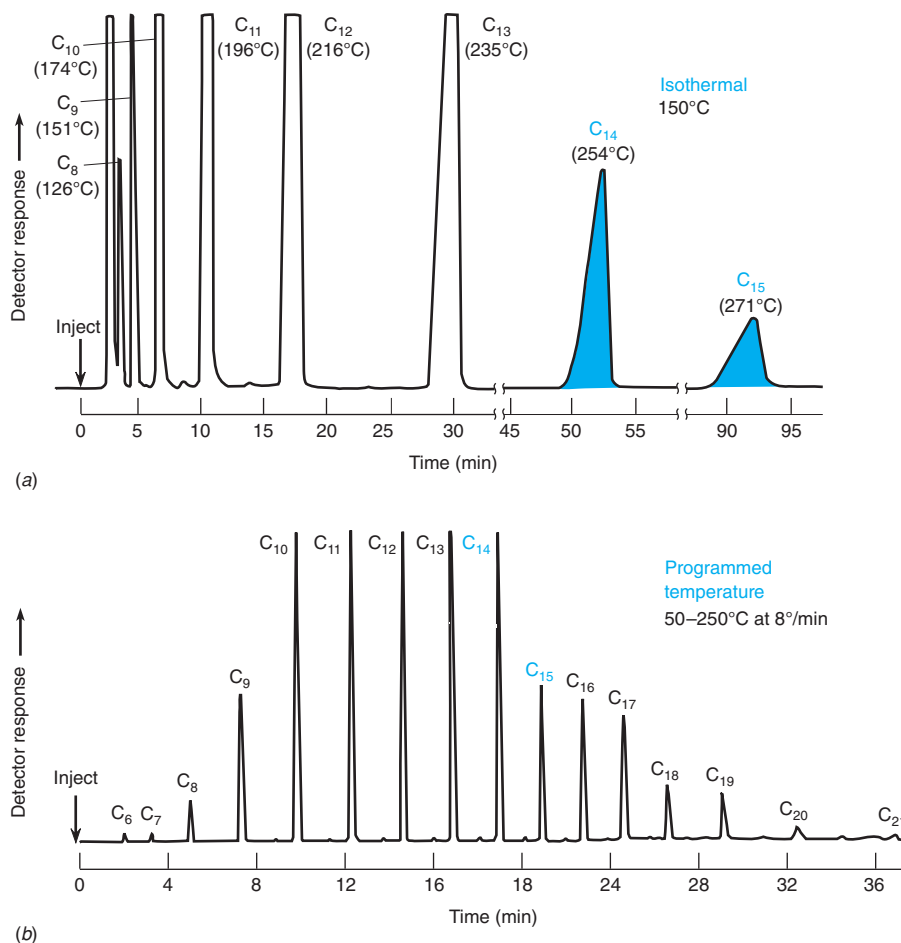 C₁₀
(174°C)
C₉
(151°C)
C₈
(126°C)
C₁₁
(196°C)
C₁₂
(216°C)
C₁₃
(235°C)
Isothermal
150°C
C₁₄
(254°C)
C₁₅
(271°C)
Detector response
Inject
0 5 10 15 20 25 30 45 50 55 90 95
Time (min)
(a)
C₁₀ C₁₁ C₁₂ C₁₃ C₁₄
Programmed
temperature
50–250°C at 8°/min
C₉
C₁₅ C₁₆ C₁₇
Detector response
Inject
C₆ C₇ C₈
C₁₈ C₁₉ C₂₀ C₂₁
0 4 8 12 16 20 24 28 32 36
Time (min)
(b)